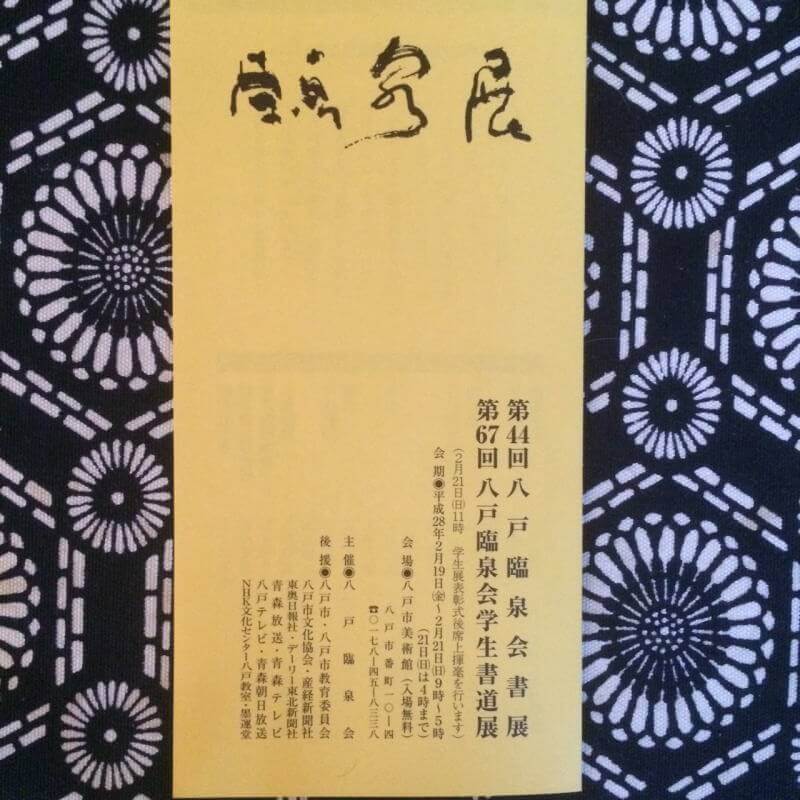 臨泉展
第44回八戸臨泉会書展
第67回八戸臨泉会学生書道展
(2月21日㈰11時 学生展表彰式後席上揮毫を行います)
会期◉平成28年2月19日㈮～2月21日㈰9時～5時
(21日㈰は4時まで)
会場◉八戸市美術館(入場無料)
八戸市番町一〇―四
☎〇一七八―四五―八三三八
主催◉八戸臨泉会
後援◉八戸市・八戸市教育委員会
八戸市文化協会・産経新聞社
東奥日報社・デーリー東北新聞社
青森放送・青森テレビ
八戸テレビ・青森朝日放送
NHK文化センター八戸教室・墨運堂